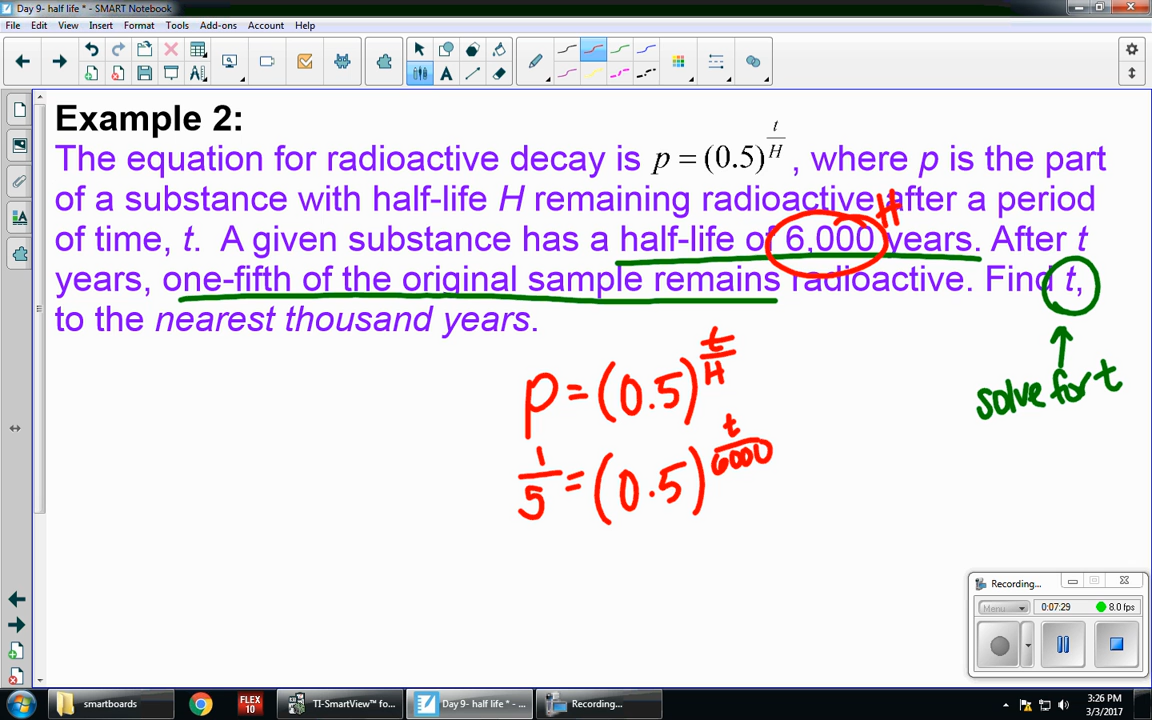 Day 9- half life * - SMART Notebook
File Edit View Insert Format Tools Add-ons Account Help
Example 2:
The equation for radioactive decay is p = (0.5)^(t/H), where p is the part
of a substance with half-life H remaining radioactive after a period
of time, t. A given substance has a half-life of 6,000 years. After t
years, one-fifth of the original sample remains radioactive. Find t,
to the nearest thousand years.
H
p = (0.5)^(t/H)
solve for t
1/5 = (0.5)^(t/6000)
Recording...
Menu
0:07:29 8.0 fps
smartboards
FLEX
10
TI-SmartView™ fo...
Day 9- half life * - ...
Recording...
3:26 PM
3/3/2017